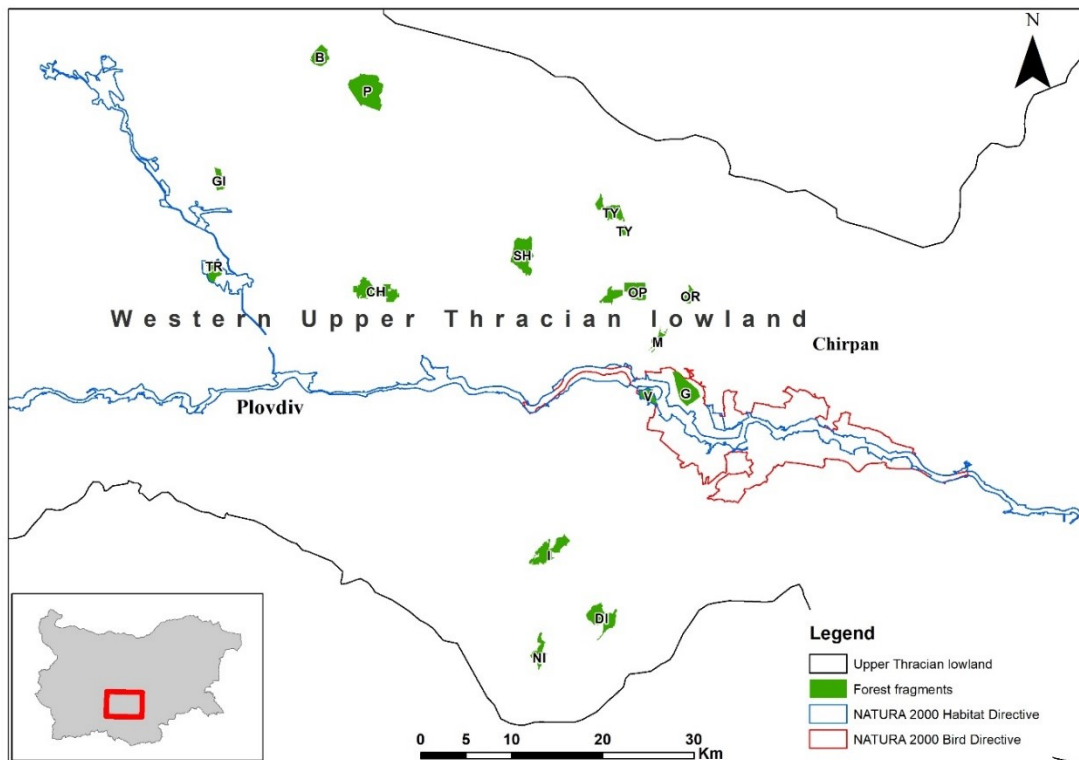 N
B
P
GI
TY
TY
SH
TR
CH
OP
OR
Western Upper Thracian lowland
M
Chirpan
V
G
Plovdiv
I
DI
NI
Legend
Upper Thracian lowland
Forest fragments
NATURA 2000 Habitat Directive
NATURA 2000 Bird Directive
0 5 10 20 30
Km